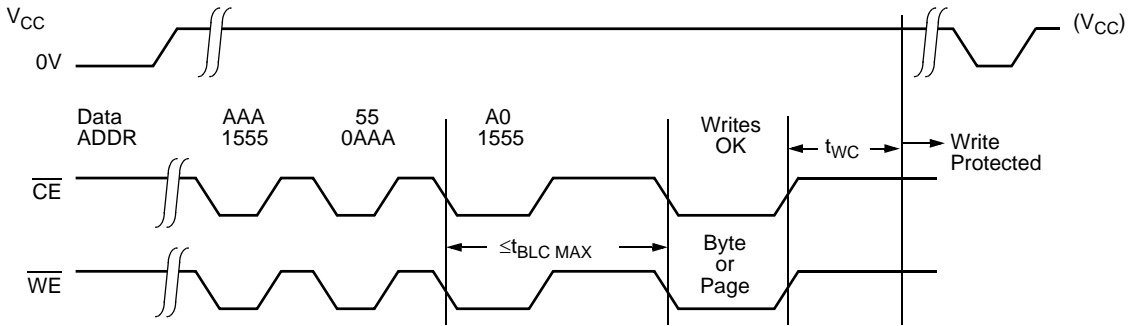 VCC
(VCC)
0V
Data AAA 55 A0 Writes
ADDR 1555 0AAA 1555 OK
tWC
Write
Protected
CE
≤tBLC MAX
Byte
or
Page
WE